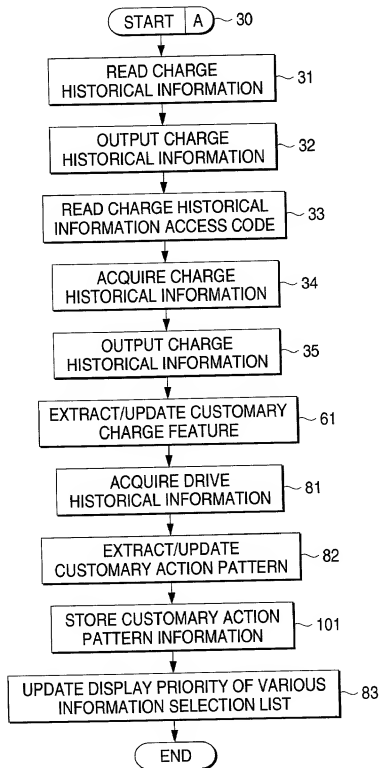 START A 30
READ CHARGE
HISTORICAL INFORMATION 31
OUTPUT CHARGE
HISTORICAL INFORMATION 32
READ CHARGE HISTORICAL
INFORMATION ACCESS CODE 33
ACQUIRE CHARGE
HISTORICAL INFORMATION 34
OUTPUT CHARGE
HISTORICAL INFORMATION 35
EXTRACT/UPDATE CUSTOMARY
CHARGE FEATURE 61
ACQUIRE DRIVE
HISTORICAL INFORMATION 81
EXTRACT/UPDATE
CUSTOMARY ACTION PATTERN 82
STORE CUSTOMARY ACTION
PATTERN INFORMATION 101
UPDATE DISPLAY PRIORITY OF VARIOUS
INFORMATION SELECTION LIST 83
END